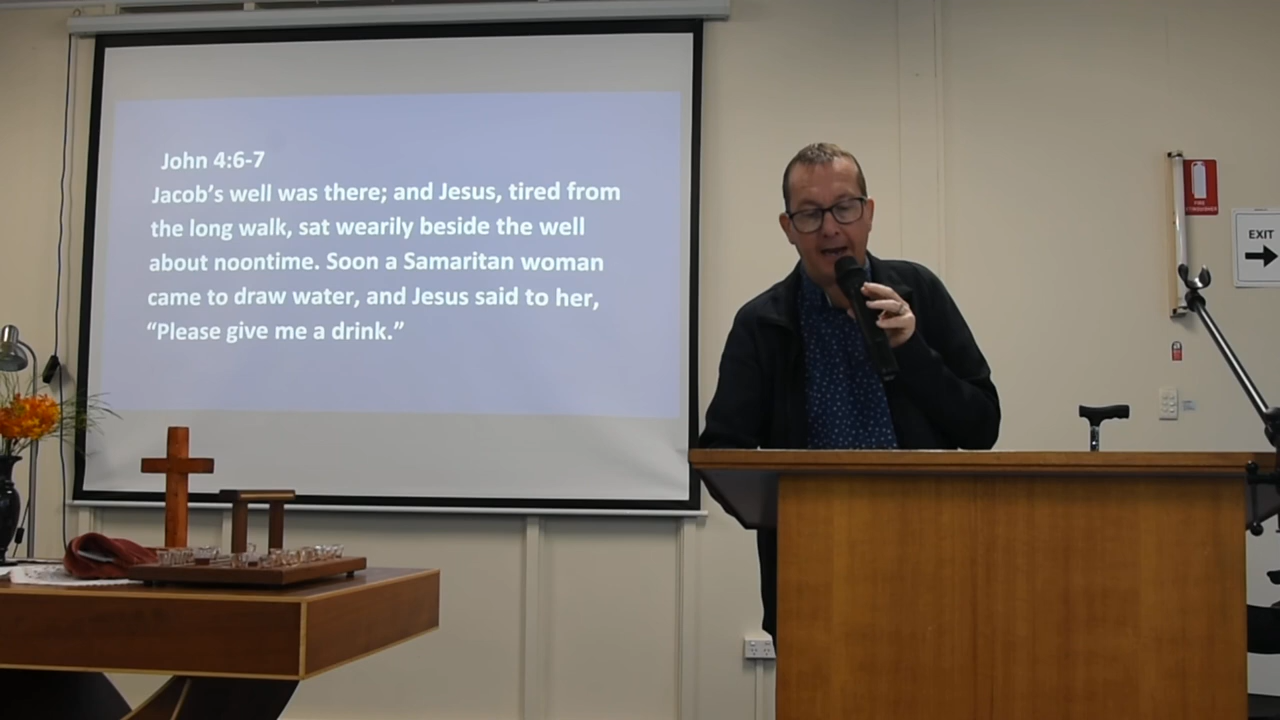 John 4:6-7
Jacob’s well was there; and Jesus, tired from
the long walk, sat wearily beside the well
about noontime. Soon a Samaritan woman
came to draw water, and Jesus said to her,
“Please give me a drink.”
FIRE
EXTINGUISHER
EXIT